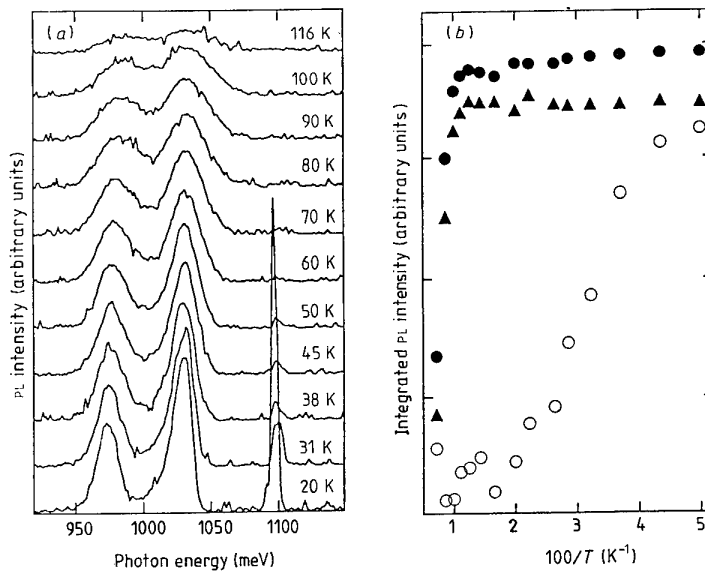 (a)
116 K
100 K
90 K
80 K
70 K
60 K
50 K
45 K
38 K
31 K
20 K
PL intensity (arbitrary units)
950 1000 1050 1100
Photon energy (meV)
(b)
Integrated PL intensity (arbitrary units)
1 2 3 4 5
100/T (K⁻¹)